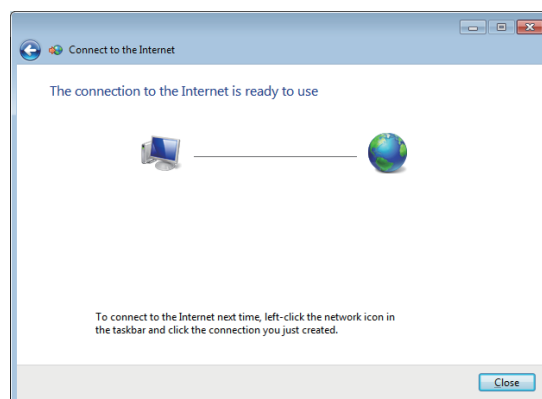 Connect to the Internet
The connection to the Internet is ready to use
To connect to the Internet next time, left-click the network icon in
the taskbar and click the connection you just created.
Close